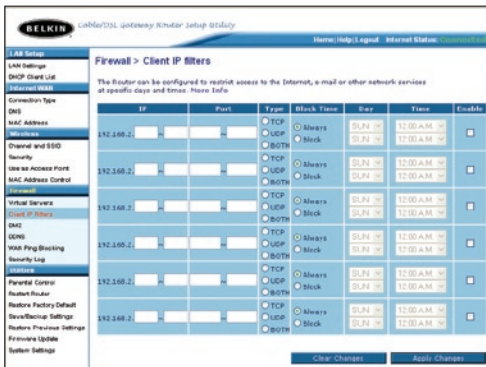 BELKIN Cable/DSL Gateway Router Setup Utility
Home|Help|Logout Internet Status: Connected
LAN Setup
LAN Settings
DHCP Client List
Internet WAN
Connection Type
DNS
MAC Address
Wireless
Channel and SSID
Security
Use as Access Point
MAC Address Control
Firewall
Virtual Servers
Client IP Filters
DMZ
DDNS
WAN Ping Blocking
Security Log
Utilities
Parental Control
Restart Router
Restore Factory Default
Save/Backup Settings
Restore Previous Settings
Firmware Update
System Settings
Firewall > Client IP filters
The Router can be configured to restrict access to the Internet, e-mail or other network services
at specific days and times. More Info
IP Port Type Block Time Day Time Enable
192.168.2. ~ ~ TCP UDP BOTH Always Block SUN SUN 12:00 A.M. 12:00 A.M.
192.168.2. ~ ~ TCP UDP BOTH Always Block SUN SUN 12:00 A.M. 12:00 A.M.
192.168.2. ~ ~ TCP UDP BOTH Always Block SUN SUN 12:00 A.M. 12:00 A.M.
192.168.2. ~ ~ TCP UDP BOTH Always Block SUN SUN 12:00 A.M. 12:00 A.M.
192.168.2. ~ ~ TCP UDP BOTH Always Block SUN SUN 12:00 A.M. 12:00 A.M.
192.168.2. ~ ~ TCP UDP BOTH Always Block SUN SUN 12:00 A.M. 12:00 A.M.
Clear Changes Apply Changes